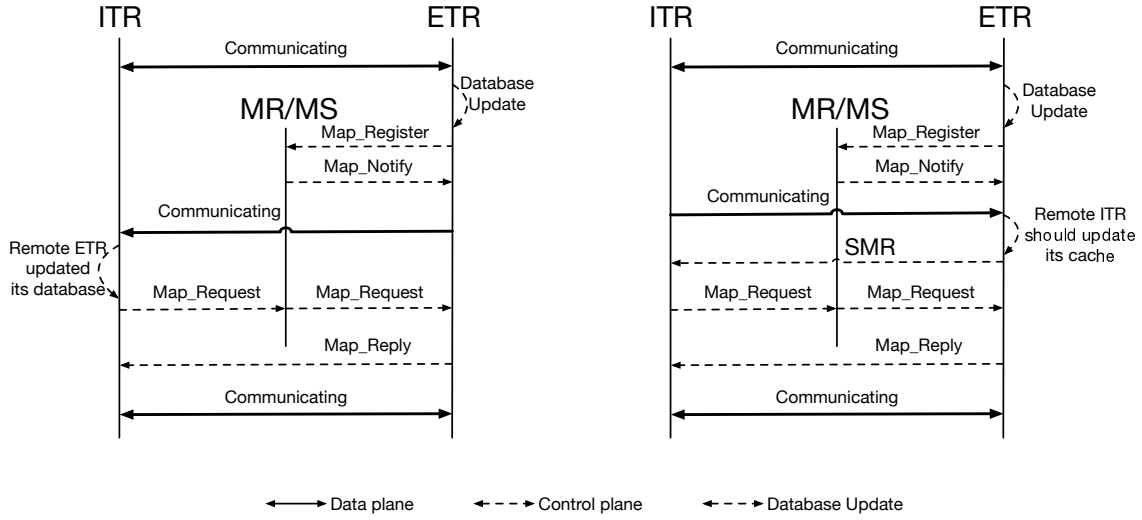 ITR
ETR
Communicating
Database
Update
MR/MS
Map_Register
Map_Notify
Communicating
Remote ETR
updated
its database
Map_Request
Map_Request
Map_Reply
Communicating
ITR
ETR
Communicating
Database
Update
MR/MS
Map_Register
Map_Notify
Communicating
Remote ITR
should update
its cache
SMR
Map_Request
Map_Request
Map_Reply
Communicating
Data plane
Control plane
Database Update